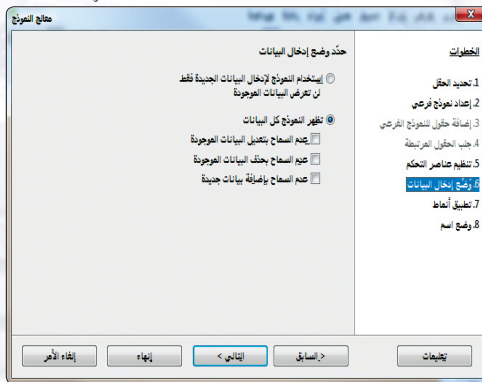 معالج النموذج
الخطوات
1. تحديد الحقل
2. إعداد نموذج فرعي
3. إضافة حقول للنموذج الفرعي
4. جلب الحقول المرتبطة
5. تنظيم عناصر التحكم
6. وضع إدخال البيانات
7. تطبيق أنماط
8. وضع اسم
حدّد وضع إدخال البيانات
إستخدام النموذج لإدخال البيانات الجديدة فقط
لن تعرض البيانات الموجودة
تظهر النموذج كل البيانات
عدم السماح بتعديل البيانات الموجودة
عدم السماح بحذف البيانات الموجودة
عدم السماح بإضافة بيانات جديدة
تعليمات
< السابق
التالي >
إنهاء
إلغاء الأمر